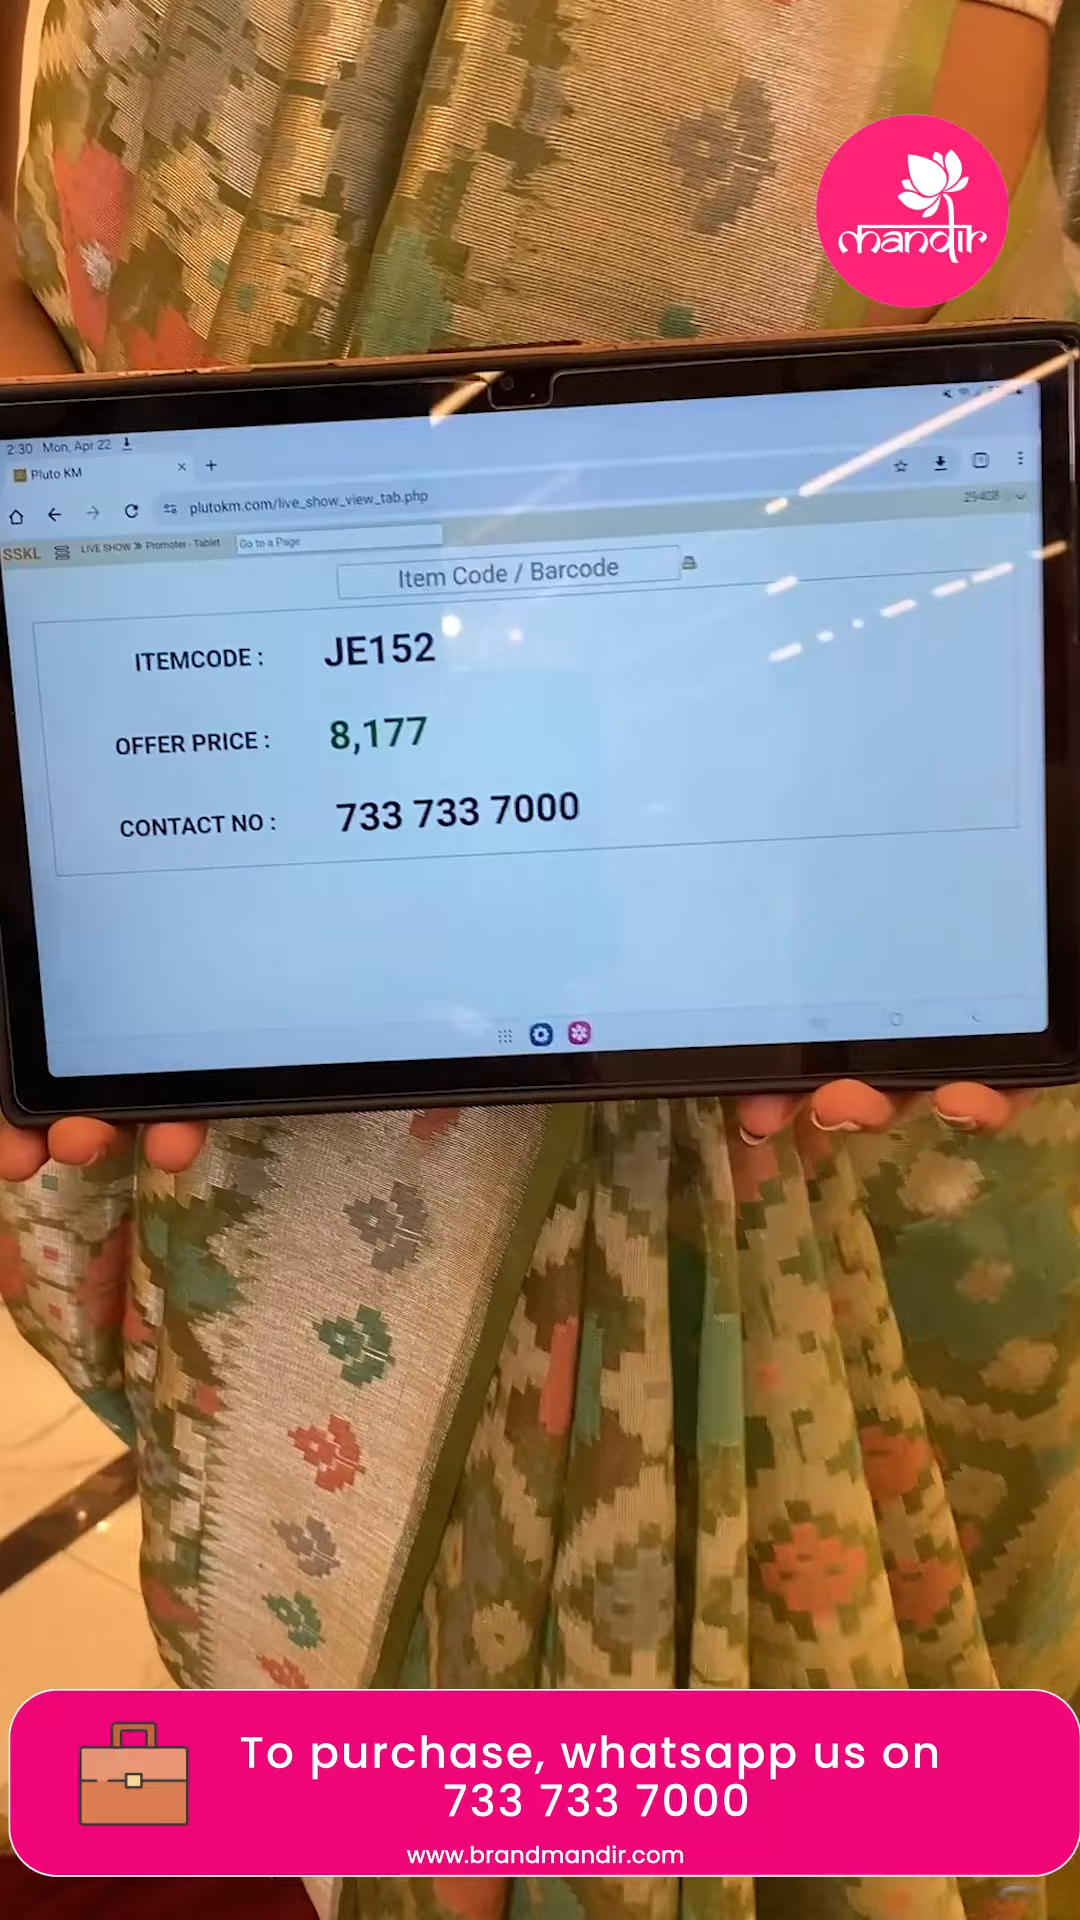 mandir
2:30 Mon, Apr 22
Pluto KM
plutokm.com/live_show_view_tab.php
25408
SSKL LIVE SHOW » Promoter - Tablet Go to a Page
Item Code / Barcode
ITEMCODE : JE152
OFFER PRICE : 8,177
CONTACT NO : 733 733 7000
To purchase, whatsapp us on
733 733 7000
www.brandmandir.com